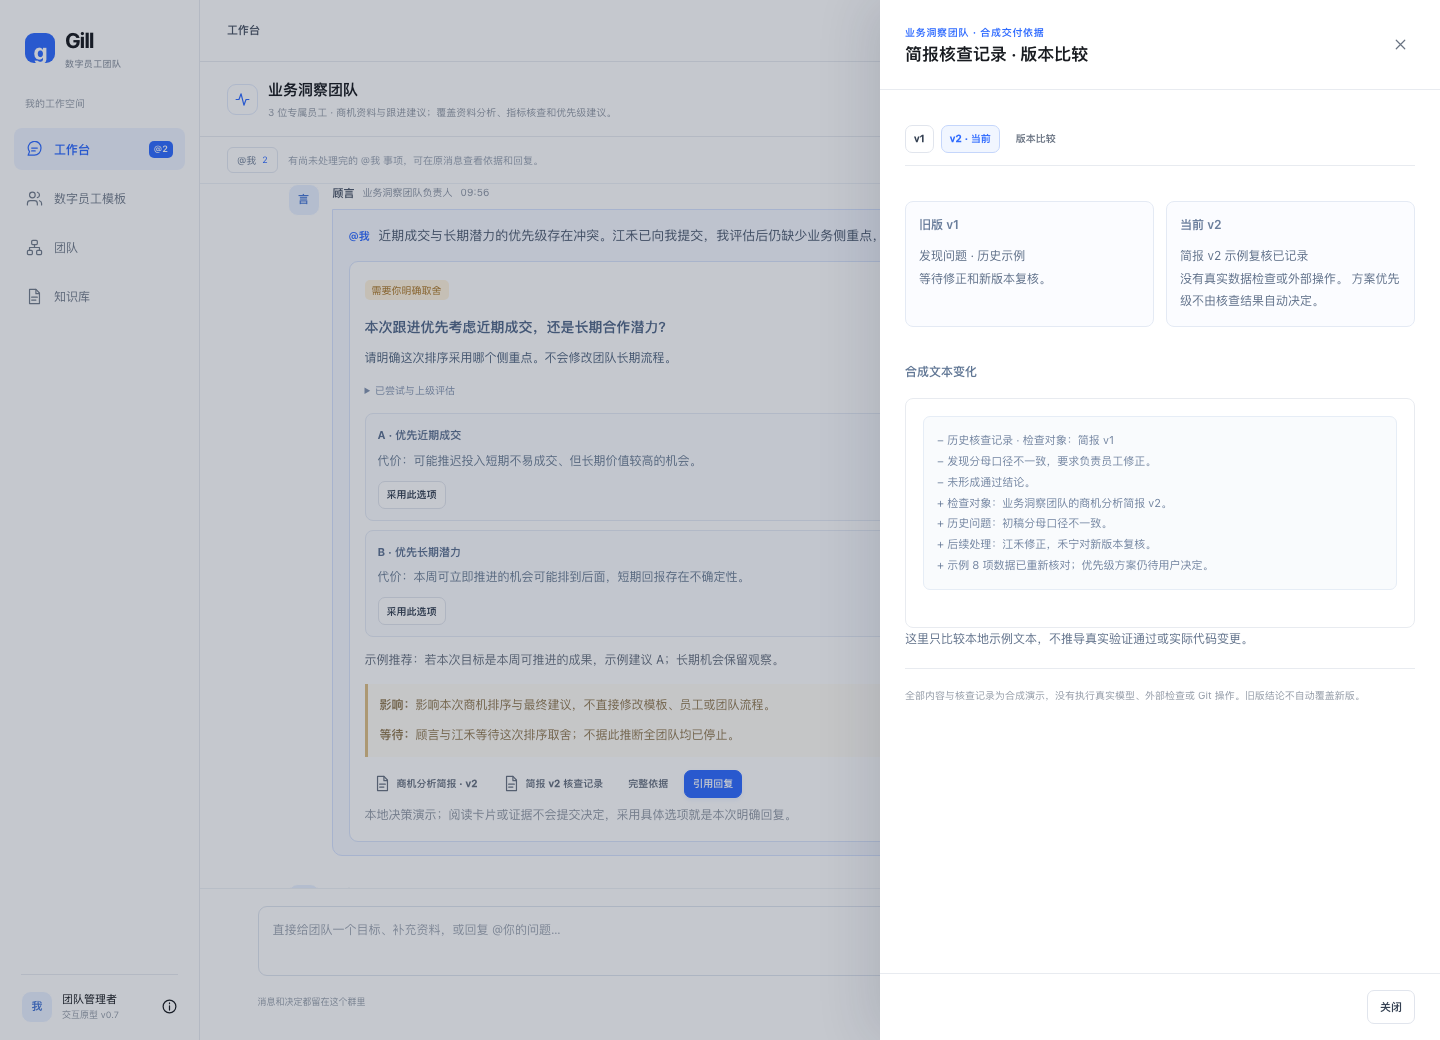 g
Gill
数字员工团队
我的工作空间
工作台
@2
数字员工模板
团队
知识库
我
团队管理者
交互原型 v0.7
工作台
业务洞察团队
3 位专属员工 · 商机资料与跟进建议；覆盖资料分析、指标核查和优先级建议。
@我 2
有尚未处理完的 @我 事项，可在原消息查看依据和回复。
言
顾言 业务洞察团队负责人 09:56
@我 近期成交与长期潜力的优先级存在冲突。江禾已向我提交，我评估后仍缺少业务侧重点，
需要你明确取舍
本次跟进优先考虑近期成交，还是长期合作潜力？
请明确这次排序采用哪个侧重点。不会修改团队长期流程。
▶ 已尝试与上级评估
A · 优先近期成交
代价：可能推迟投入短期不易成交、但长期价值较高的机会。
采用此选项
B · 优先长期潜力
代价：本周可立即推进的机会可能排到后面，短期回报存在不确定性。
采用此选项
示例推荐：若本次目标是本周可推进的成果，示例建议 A；长期机会保留观察。
影响：影响本次商机排序与最终建议，不直接修改模板、员工或团队流程。
等待：顾言与江禾等待这次排序取舍；不据此推断全团队均已停止。
商机分析简报 · v2
简报 v2 核查记录
完整依据
引用回复
本地决策演示；阅读卡片或证据不会提交决定，采用具体选项就是本次明确回复。
直接给团队一个目标、补充资料，或回复 @你的问题...
消息和决定都留在这个群里
业务洞察团队 · 合成交付依据
简报核查记录 · 版本比较
v1
v2 · 当前
版本比较
旧版 v1
发现问题 · 历史示例
等待修正和新版本复核。
当前 v2
简报 v2 示例复核已记录
没有真实数据检查或外部操作。 方案优先
级不由核查结果自动决定。
合成文本变化
− 历史核查记录 · 检查对象：简报 v1
− 发现分母口径不一致，要求负责员工修正。
− 未形成通过结论。
+ 检查对象：业务洞察团队的商机分析简报 v2。
+ 历史问题：初稿分母口径不一致。
+ 后续处理：江禾修正，禾宁对新版本复核。
+ 示例 8 项数据已重新核对；优先级方案仍待用户决定。
这里只比较本地示例文本，不推导真实验证通过或实际代码变更。
全部内容与核查记录为合成演示，没有执行真实模型、外部检查或 Git 操作。旧版结论不自动覆盖新版。
关闭